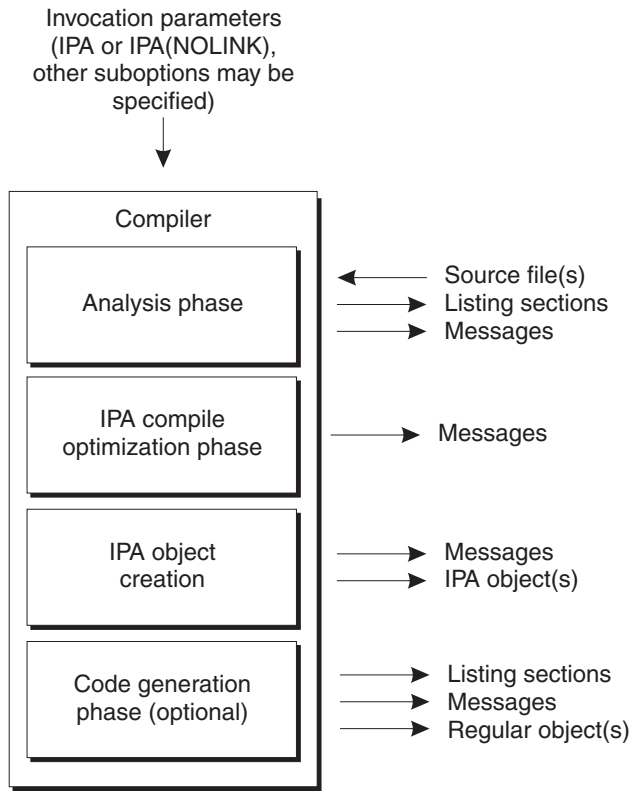 Invocation parameters
(IPA or IPA(NOLINK),
other suboptions may be
specified)
Compiler
Analysis phase
Source file(s)
Listing sections
Messages
IPA compile
optimization phase
Messages
IPA object
creation
Messages
IPA object(s)
Code generation
phase (optional)
Listing sections
Messages
Regular object(s)